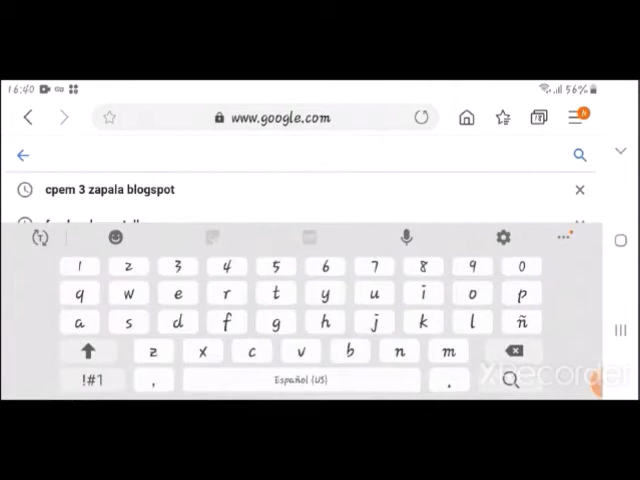 16:40 56%
www.google.com 18 N
cpem 3 zapala blogspot
1 2 3 4 5 6 7 8 9 0
q w e r t y u i o p
a s d f g h j k l ñ
z x c v b n m
!#1 , Español (US) .
XRecorder